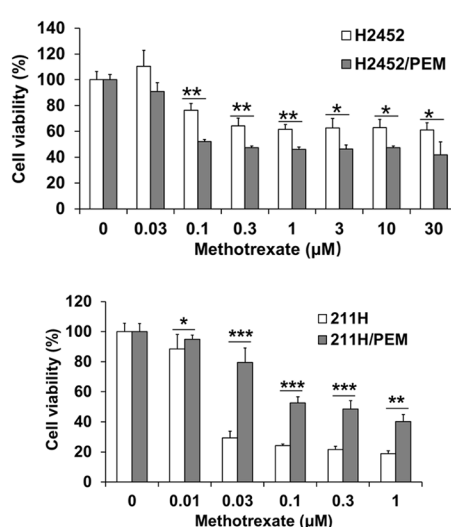 140
120
100
80
60
40
20
0
Cell viability (%)
H2452
H2452/PEM
** ** ** * * *
0 0.03 0.1 0.3 1 3 10 30
Methotrexate (μM)
120
100
80
60
40
20
0
Cell viability (%)
211H
211H/PEM
* *** *** *** **
0 0.01 0.03 0.1 0.3 1
Methotrexate (μM)